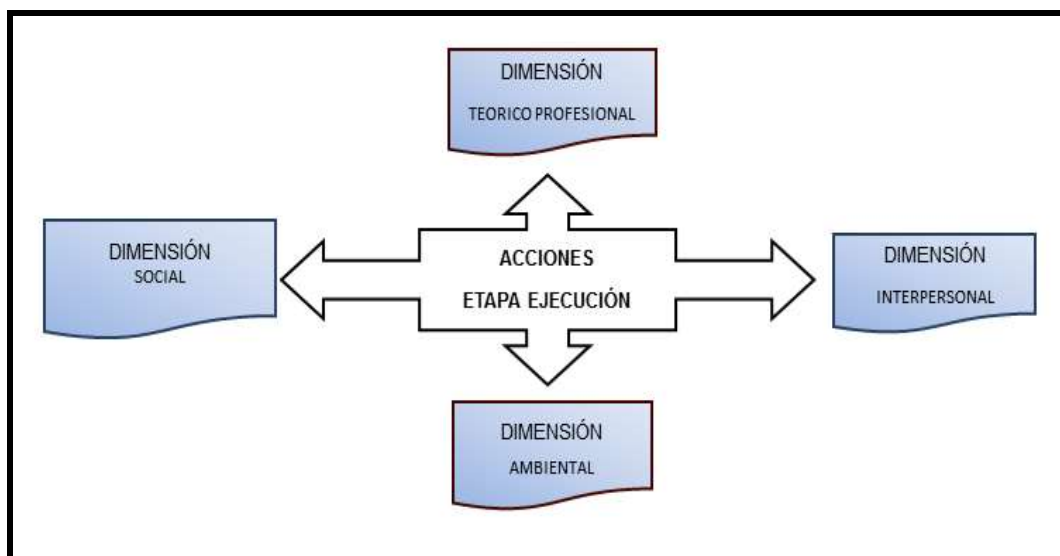 DIMENSIÓN
TEORICO PROFESIONAL
DIMENSIÓN
SOCIAL
ACCIONES
ETAPA EJECUCIÓN
DIMENSIÓN
INTERPERSONAL
DIMENSIÓN
AMBIENTAL